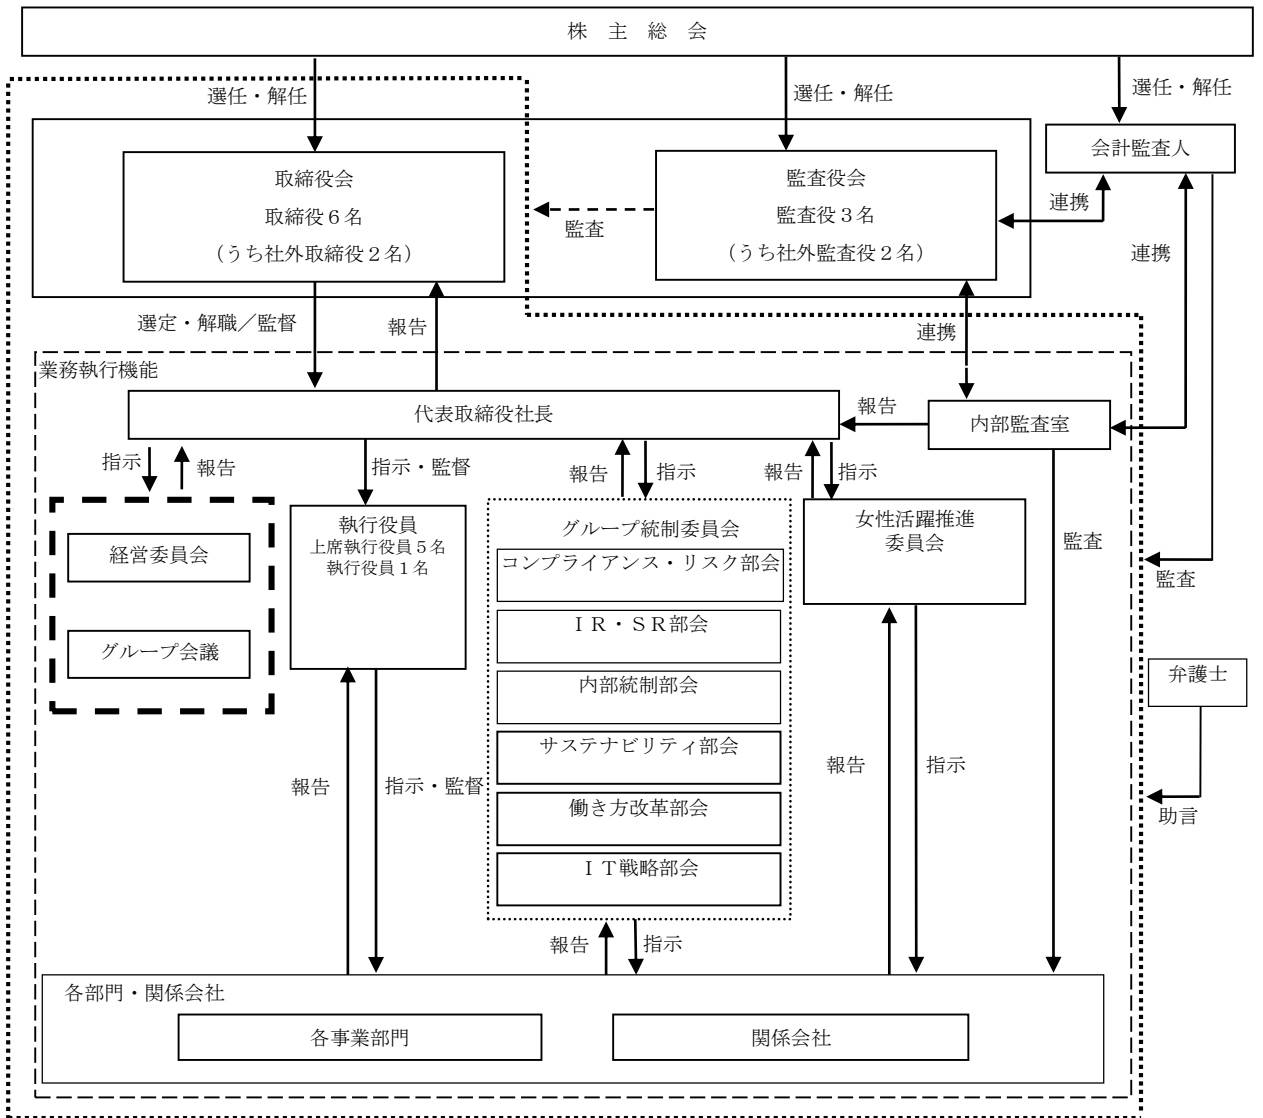 株 主 総 会
選任・解任
選任・解任
選任・解任
会計監査人
取締役会
取締役６名
（うち社外取締役２名）
監査役会
監査役３名
（うち社外監査役２名）
監査
連携
連携
選定・解職／監督
報告
連携
業務執行機能
代表取締役社長
報告
内部監査室
指示
報告
指示・監督
報告
指示
報告
指示
経営委員会
グループ会議
執行役員
上席執行役員５名
執行役員１名
グループ統制委員会
コンプライアンス・リスク部会
ＩＲ・ＳＲ部会
内部統制部会
サステナビリティ部会
働き方改革部会
ＩＴ戦略部会
女性活躍推進
委員会
監査
監査
弁護士
助言
報告
指示・監督
報告
指示
報告
指示
各部門・関係会社
各事業部門
関係会社